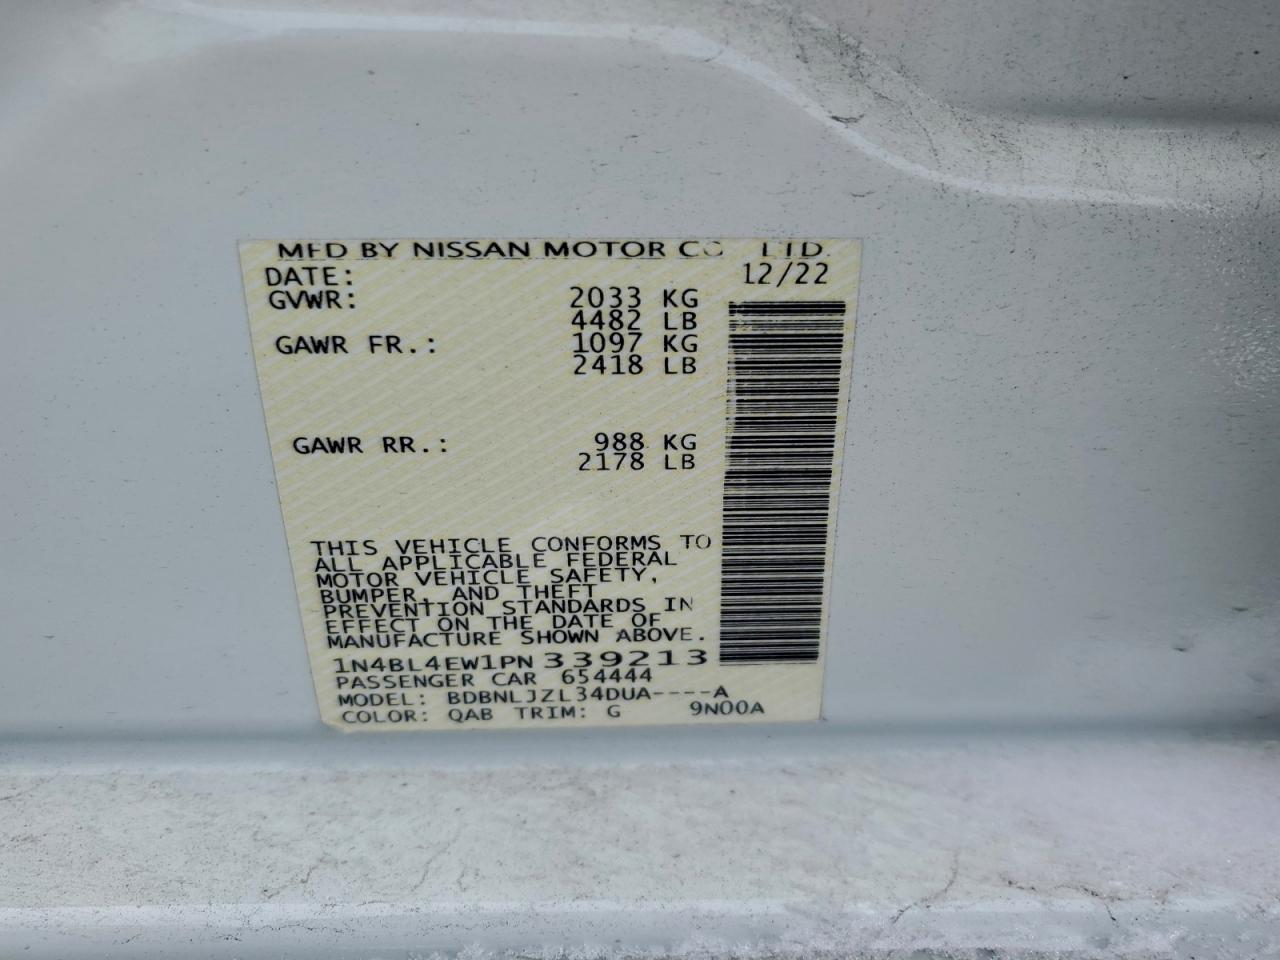 MFD BY NISSAN MOTOR CO LTD.
DATE: 12/22
GVWR: 2033 KG
4482 LB
GAWR FR.: 1097 KG
2418 LB
GAWR RR.: 988 KG
2178 LB
THIS VEHICLE CONFORMS TO
ALL APPLICABLE FEDERAL
MOTOR VEHICLE SAFETY,
BUMPER, AND THEFT
PREVENTION STANDARDS IN
EFFECT ON THE DATE OF
MANUFACTURE SHOWN ABOVE.
1N4BL4EW1PN339213
PASSENGER CAR 654444
MODEL: BDBNLJZL34DUA----A
COLOR: QAB TRIM: G 9N00A